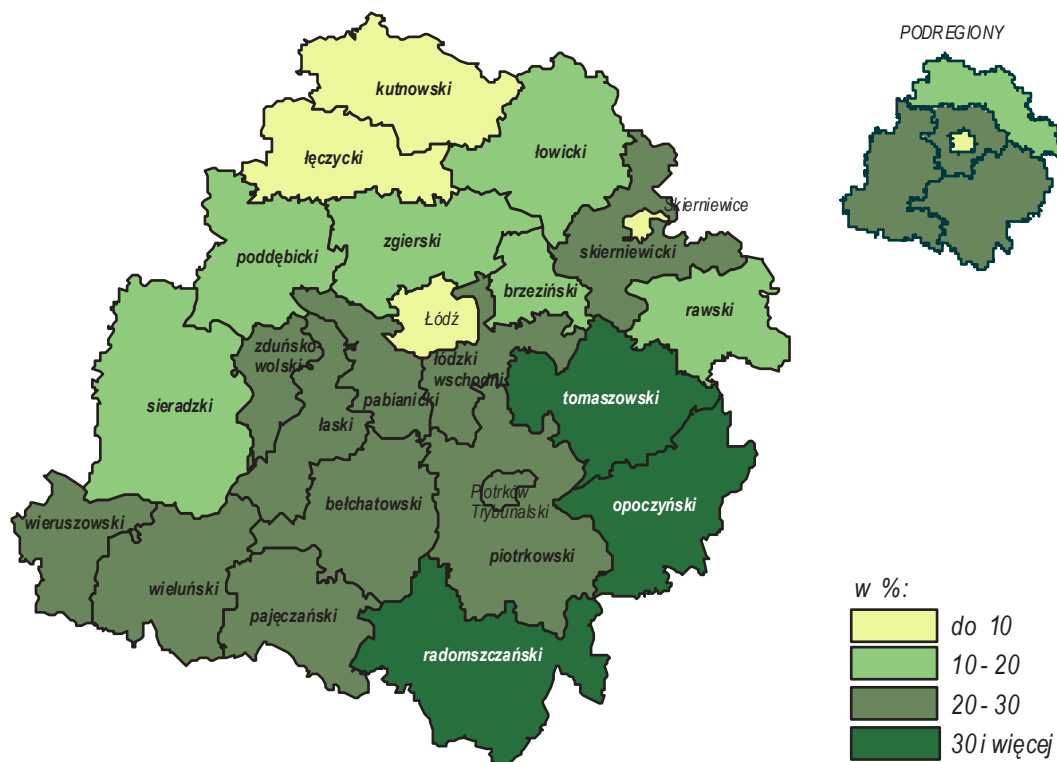 PODREGIONY
kutnowski
łęczycki
łowicki
Skierniewice
skierniewicki
zgierski
poddębicki
brzeziński
rawski
Łódź
zduńsko-
wolski
łódzki
wschodni
pabianicki
tomaszowski
sieradzki
łaski
bełchatowski
Piotrków
Trybunalski
opoczyński
wieruszowski
piotrkowski
wieluński
pajęczański
radomszczański
w %:
do 10
10 - 20
20 - 30
30 i więcej